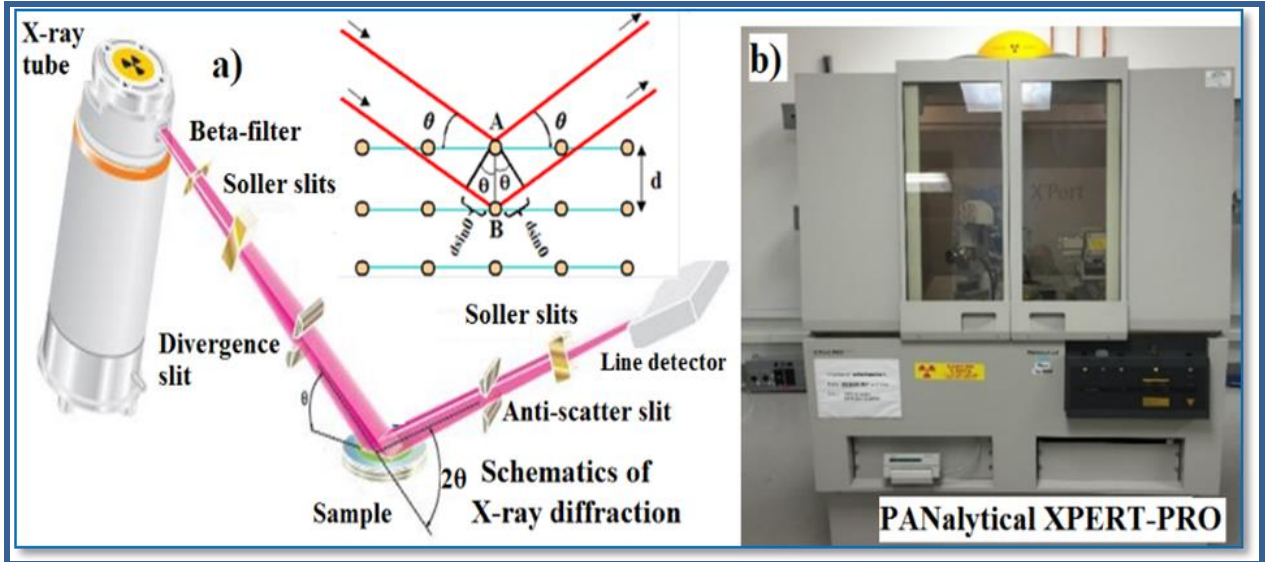 X-ray
tube
a)
Beta-filter
Soller slits
Divergence
slit
θ
θ
A
θ
θ
d
B
dsinθ
dsinθ
Soller slits
Line detector
Anti-scatter slit
θ
2θ
Sample
Schematics of
X-ray diffraction
b)
X'Pert
PANalytical XPERT-PRO